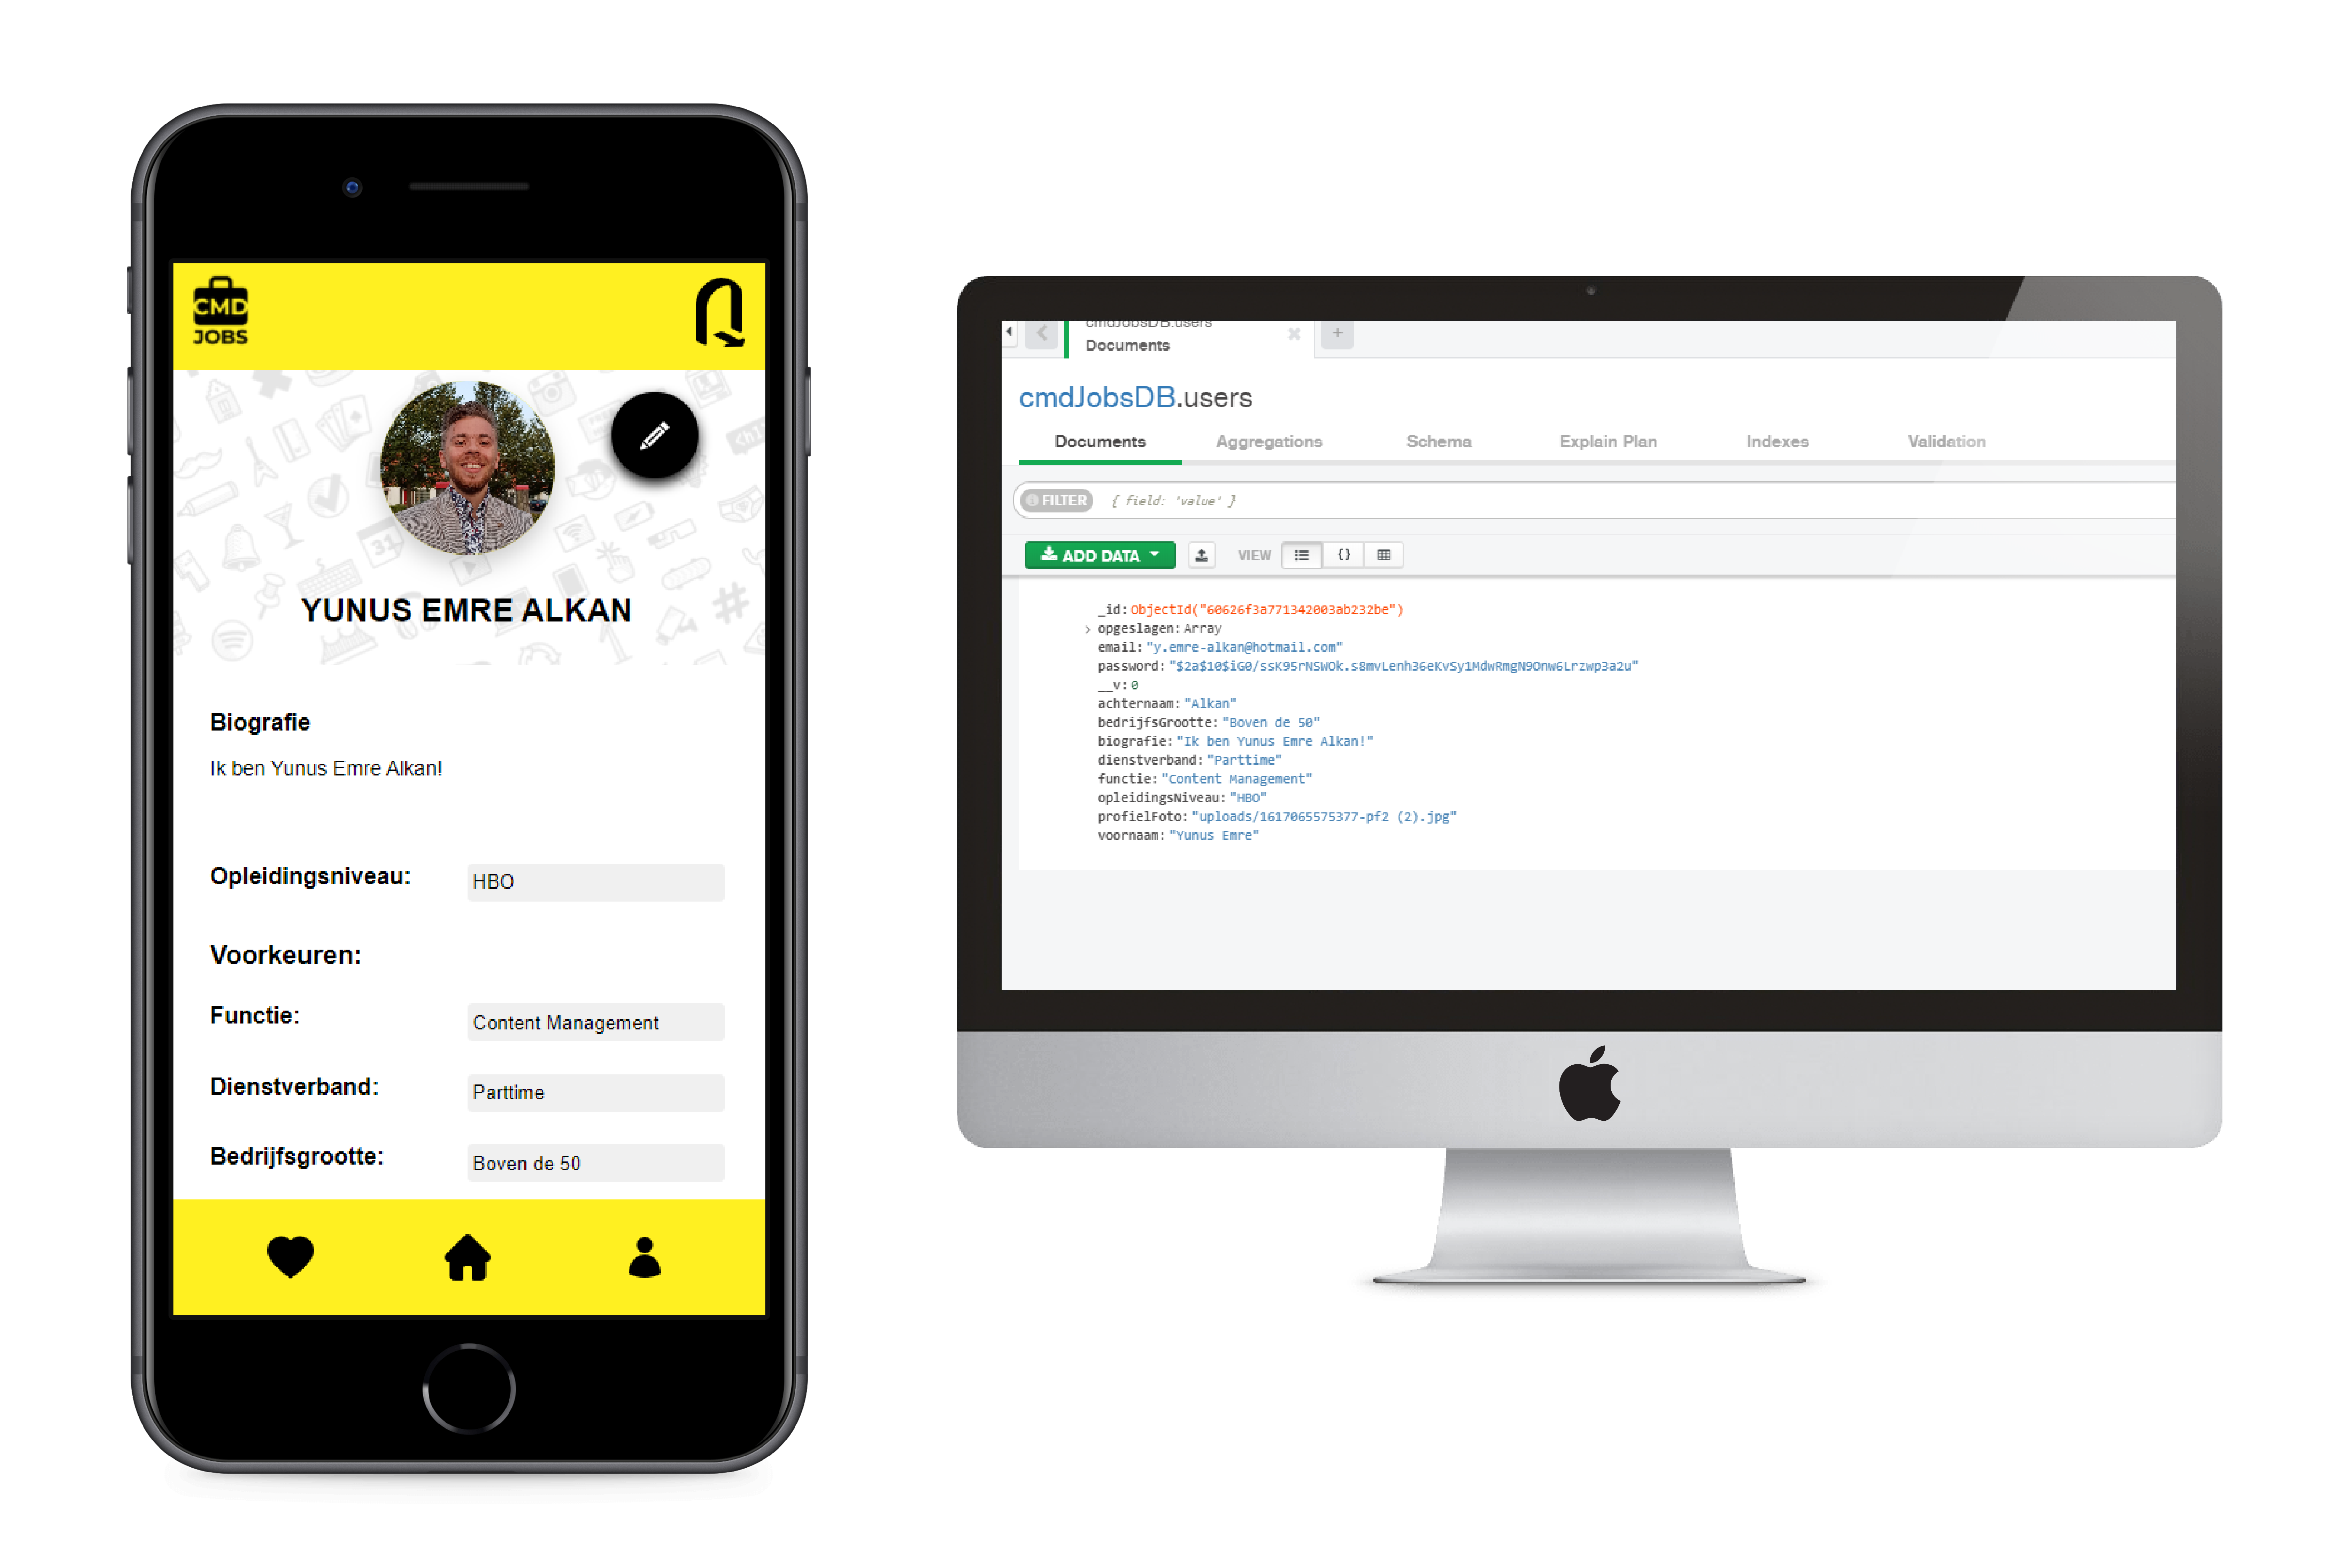 CMD
JOBS
YUNUS EMRE ALKAN
Biografie
Ik ben Yunus Emre Alkan!
Opleidingsniveau: HBO
Voorkeuren:
Functie: Content Management
Dienstverband: Parttime
Bedrijfsgrootte: Boven de 50
cmdJobsDB.users
Documents
cmdJobsDB.users
Documents Aggregations Schema Explain Plan Indexes Validation
FILTER { field: 'value' }
ADD DATA VIEW {}
_id: ObjectId("60626f3a771342003ab232be")
opgeslagen: Array
email: "y.emre-alkan@hotmail.com"
password: "$2a$10$iG0/ssK95rNSWOk.s8mvLenh36eKvSy1MdwRmgN9Onw6Lrzwp3a2u"
__v: 0
achternaam: "Alkan"
bedrijfsGrootte: "Boven de 50"
biografie: "Ik ben Yunus Emre Alkan!"
dienstverband: "Parttime"
functie: "Content Management"
opleidingsNiveau: "HBO"
profielFoto: "uploads/1617065575377-pf2 (2).jpg"
voornaam: "Yunus Emre"